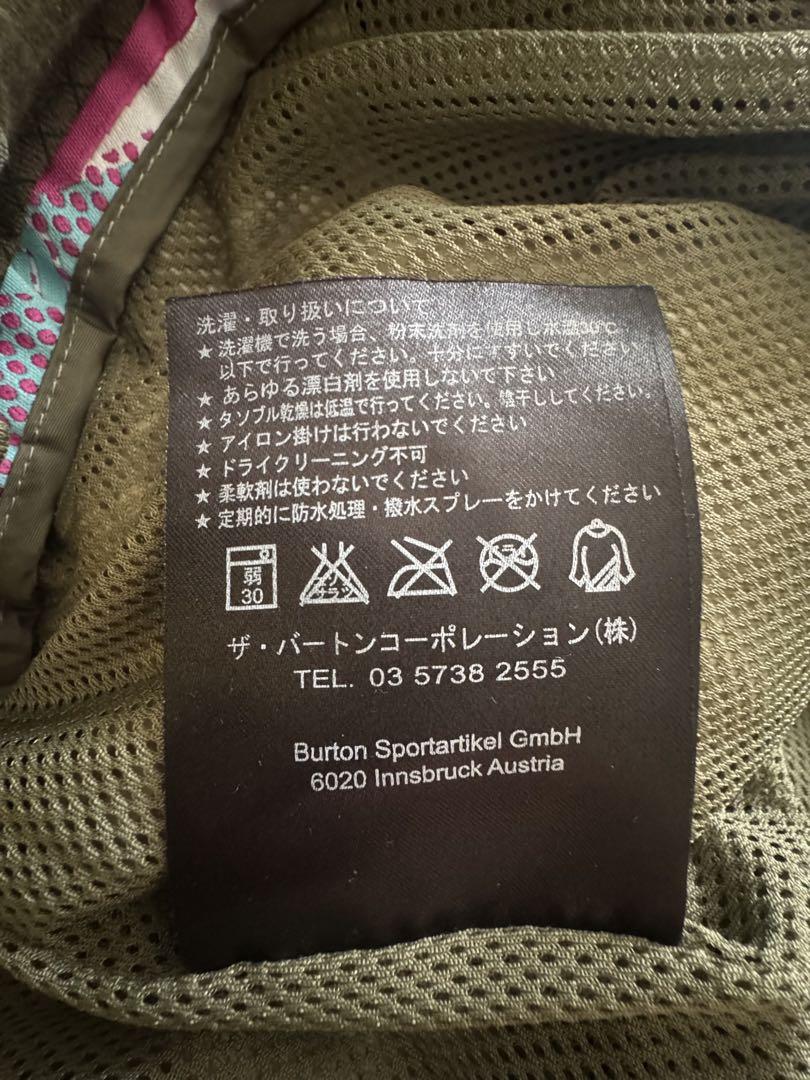 洗濯・取り扱いについて
★ 洗濯機で洗う場合、粉末洗剤を使用し水温30℃
以下で行ってください。十分にすすいでください。
★ あらゆる漂白剤を使用しないで下さい
★ タンブル乾燥は低温で行ってください。陰干ししてください。
★ アイロン掛けは行わないでください
★ ドライクリーニング不可
★ 柔軟剤は使わないでください
★ 定期的に防水処理・撥水スプレーをかけてください
弱
30
エンソ
サラシ
ドライ
ザ・バートンコーポレーション(株)
TEL. 03 5738 2555
Burton Sportartikel GmbH
6020 Innsbruck Austria